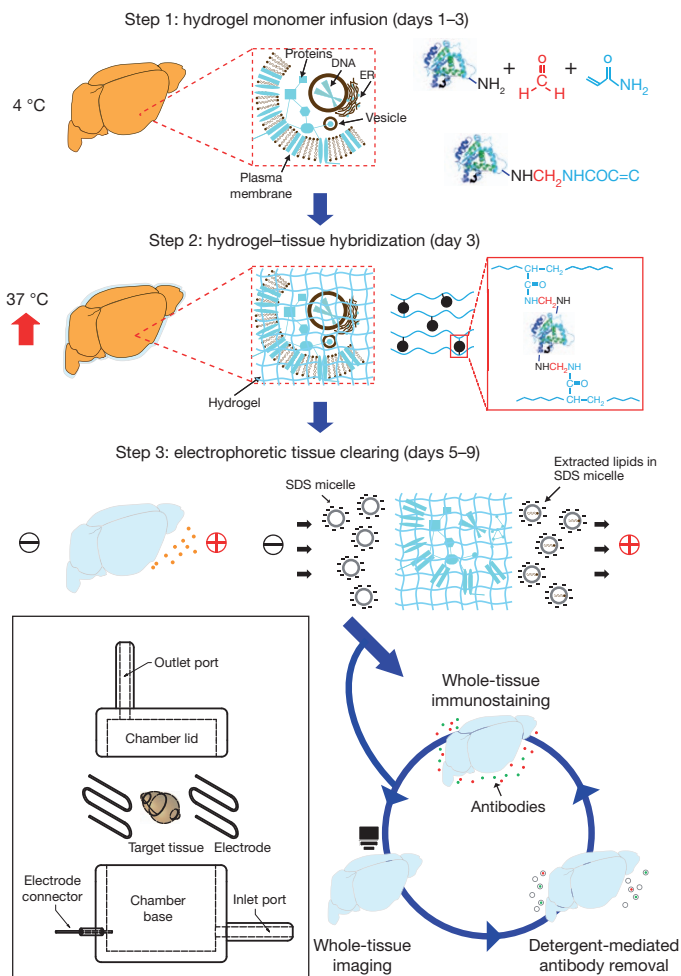 Step 1: hydrogel monomer infusion (days 1–3)
4 °C
Proteins
DNA
ER
Vesicle
Plasma
membrane
NH2
+
O
H C H
+
O
NH2
NHCH2NHCOC=C
Step 2: hydrogel–tissue hybridization (day 3)
37 °C
Hydrogel
CH–CH2
C=O
NHCH2NH
NHCH2NH
C=O
CH–CH2
Step 3: electrophoretic tissue clearing (days 5–9)
SDS micelle
Extracted lipids in
SDS micelle
Outlet port
Chamber lid
Target tissue
Electrode
Electrode
connector
Chamber
base
Inlet port
Whole-tissue
immunostaining
Antibodies
Whole-tissue
imaging
Detergent-mediated
antibody removal